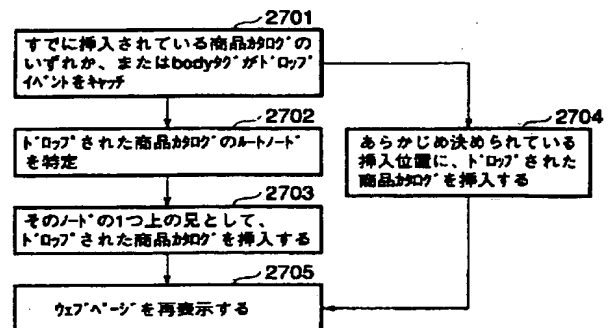 2701
すでに挿入されている商品ｶﾀﾛｸﾞの
いずれか、またはbodyﾀｸﾞがﾄﾞﾛｯﾌﾟ
ｲﾍﾞﾝﾄをｷｬｯﾁ
2702
ﾄﾞﾛｯﾌﾟされた商品ｶﾀﾛｸﾞのﾙｰﾄﾉｰﾄﾞ
を特定
2703
そのﾉｰﾄﾞの1つ上の兄として、
ﾄﾞﾛｯﾌﾟされた商品ｶﾀﾛｸﾞを挿入する
2704
あらかじめ決められている
挿入位置に、ﾄﾞﾛｯﾌﾟされた
商品ｶﾀﾛｸﾞを挿入する
2705
ｳｪﾌﾞﾍﾟｰｼﾞを再表示する